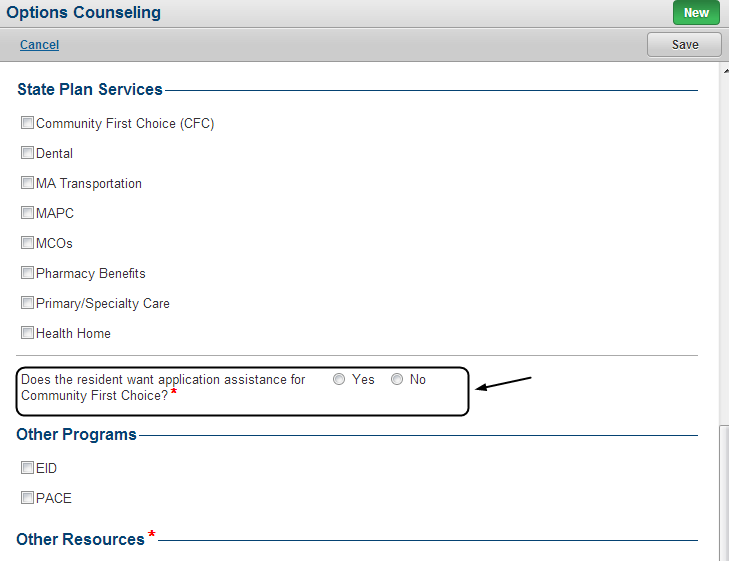 Options Counseling
New
Cancel
Save
State Plan Services
Community First Choice (CFC)
Dental
MA Transportation
MAPC
MCOs
Pharmacy Benefits
Primary/Specialty Care
Health Home
Does the resident want application assistance for
Community First Choice? *
Yes
No
Other Programs
EID
PACE
Other Resources *